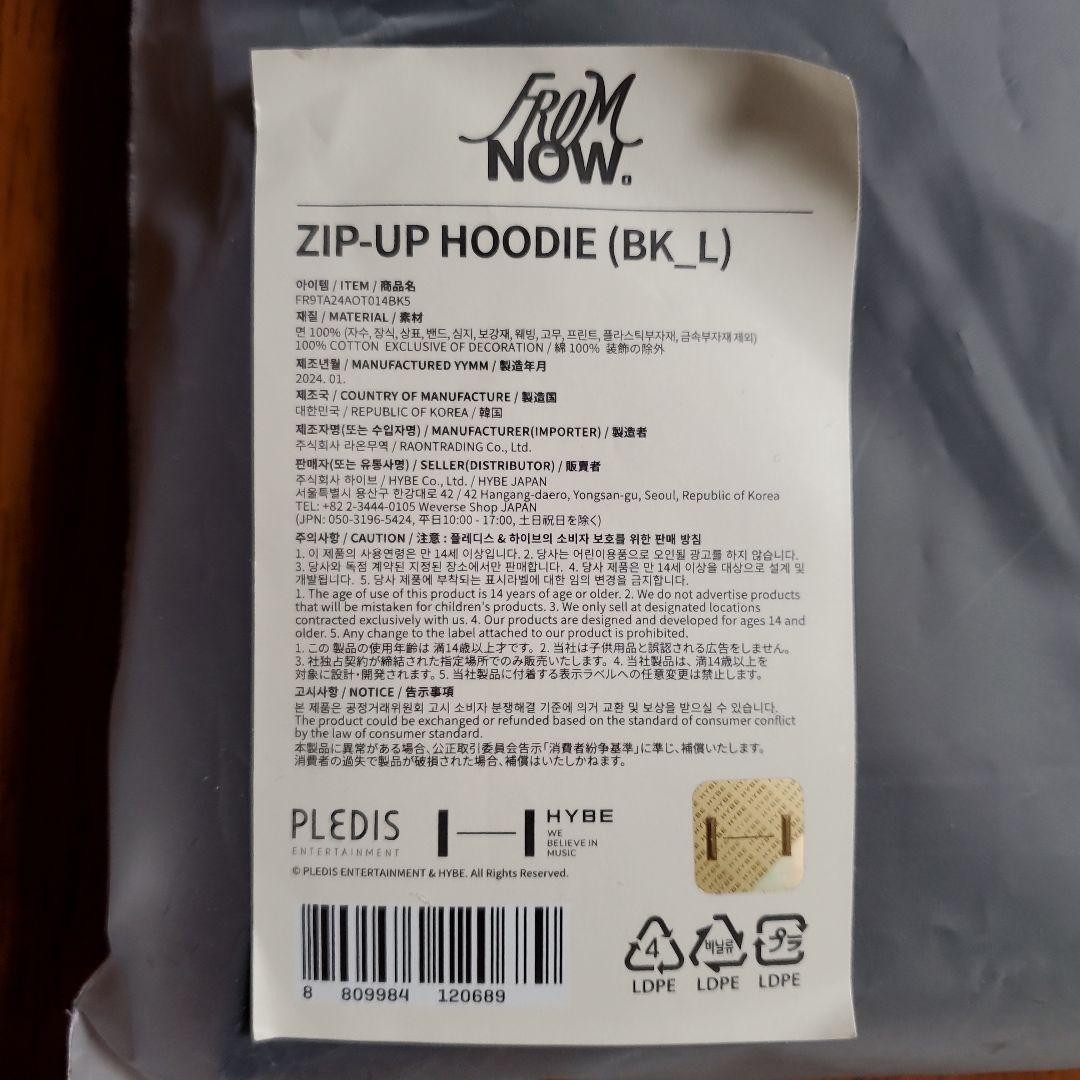 FROM
NOW.
ZIP-UP HOODIE (BK_L)
아이템 / ITEM / 商品名
FR9TA24AOT014BK5
재질 / MATERIAL / 素材
면 100% (자수, 장식, 상표, 밴드, 심지, 보강재, 웨빙, 고무, 프린트, 플라스틱부자재, 금속부자재 제외)
100% COTTON EXCLUSIVE OF DECORATION / 綿 100% 装飾の除外
제조년월 / MANUFACTURED YYMM / 製造年月
2024. 01.
제조국 / COUNTRY OF MANUFACTURE / 製造国
대한민국 / REPUBLIC OF KOREA / 韓国
제조자명(또는 수입자명) / MANUFACTURER(IMPORTER) / 製造者
주식회사 라온무역 / RAONTRADING Co., Ltd.
판매자(또는 유통사명) / SELLER(DISTRIBUTOR) / 販賣者
주식회사 하이브 / HYBE Co., Ltd. / HYBE JAPAN
서울특별시 용산구 한강대로 42 / 42 Hangang-daero, Yongsan-gu, Seoul, Republic of Korea
TEL: +82 2-3444-0105 Weverse Shop JAPAN
(JPN: 050-3196-5424, 平日10:00 - 17:00, 土日祝日を除く)
주의사항 / CAUTION / 注意 : 플레디스 & 하이브의 소비자 보호를 위한 판매 방침
1. 이 제품의 사용연령은 만 14세 이상입니다. 2. 당사는 어린이용품으로 오인될 광고를 하지 않습니다.
3. 당사와 독점 계약된 지정된 장소에서만 판매합니다. 4. 당사 제품은 만 14세 이상을 대상으로 설계 및
개발됩니다. 5. 당사 제품에 부착되는 표시라벨에 대한 임의 변경을 금지합니다.
1. The age of use of this product is 14 years of age or older. 2. We do not advertise products
that will be mistaken for children's products. 3. We only sell at designated locations
contracted exclusively with us. 4. Our products are designed and developed for ages 14 and
older. 5. Any change to the label attached to our product is prohibited.
1. この 製品の使用年齢は 満14歳以上才です。 2. 当社は子供用品と誤認される広告をしません。
3. 社独占契約が締結された指定場所でのみ販売いたします。 4. 当社製品は、満14歳以上を
対象に設計・開発されます。 5. 当社製品に付着する表示ラベルへの任意変更は禁止します。
고시사항 / NOTICE / 告示事項
본 제품은 공정거래위원회 고시 소비자 분쟁해결 기준에 의거 교환 및 보상을 받으실 수 있습니다.
The product could be exchanged or refunded based on the standard of consumer conflict
by the law of consumer standard.
本製品に異常がある場合、公正取引委員会告示「消費者紛争基準」に準じ、補償いたします。
消費者の過失で製品が破損された場合、補償はいたしかねます。
PLEDIS
ENTERTAINMENT
HYBE
WE
BELIEVE IN
MUSIC
© PLEDIS ENTERTAINMENT & HYBE. All Rights Reserved.
8 809984 120689
4
LDPE
비닐류
LDPE
プラ
LDPE